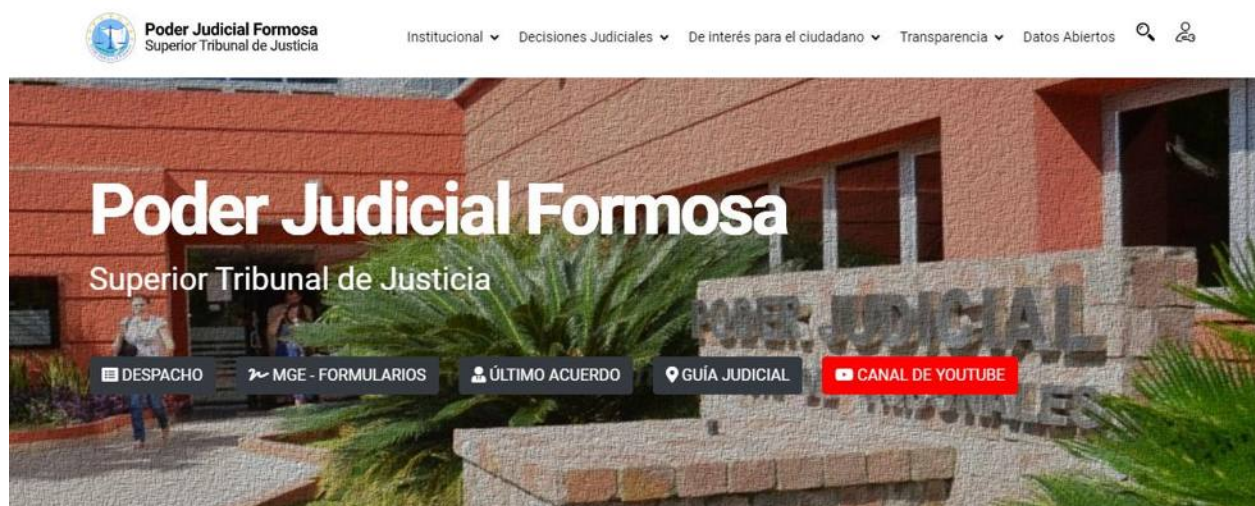 Poder Judicial Formosa
Superior Tribunal de Justicia
Institucional
Decisiones Judiciales
De interés para el ciudadano
Transparencia
Datos Abiertos
Poder Judicial Formosa
Superior Tribunal de Justicia
PODER JUDICIAL
DESPACHO
MGE - FORMULARIOS
ÚLTIMO ACUERDO
GUÍA JUDICIAL
CANAL DE YOUTUBE